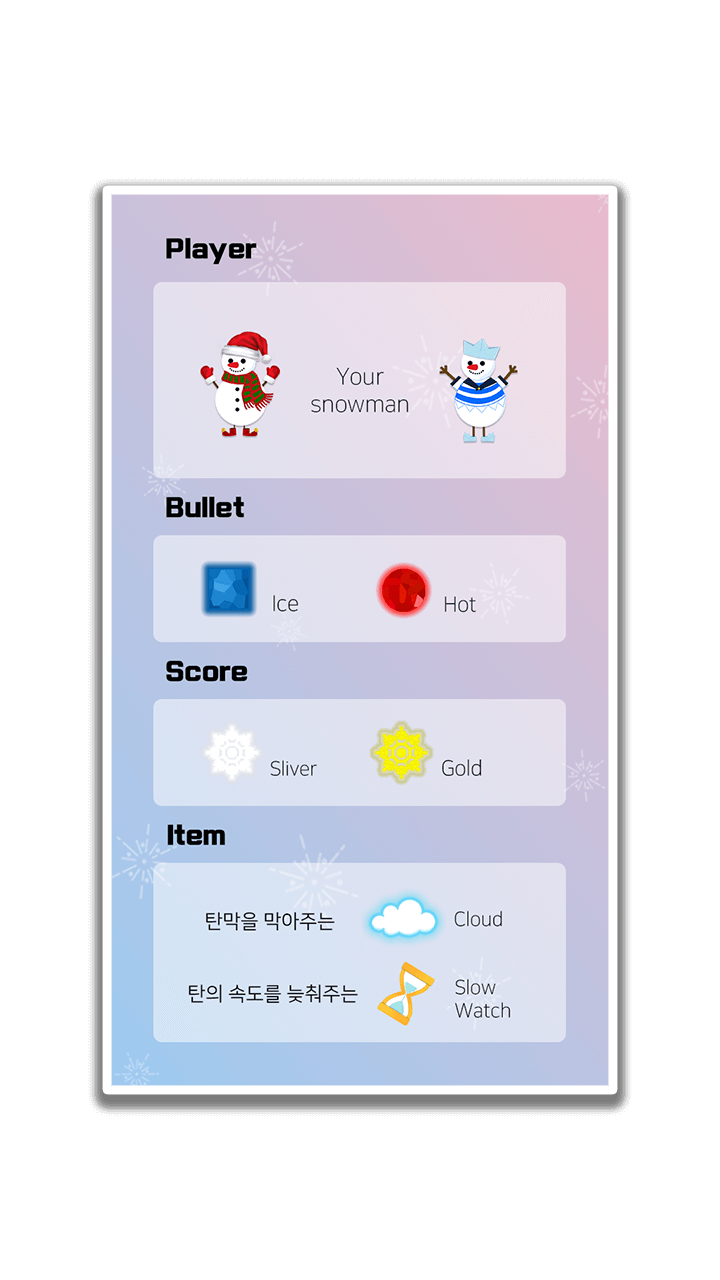 Player
Your
snowman
Bullet
Ice
Hot
Score
Sliver
Gold
Item
탄막을 막아주는
Cloud
탄의 속도를 늦춰주는
Slow
Watch